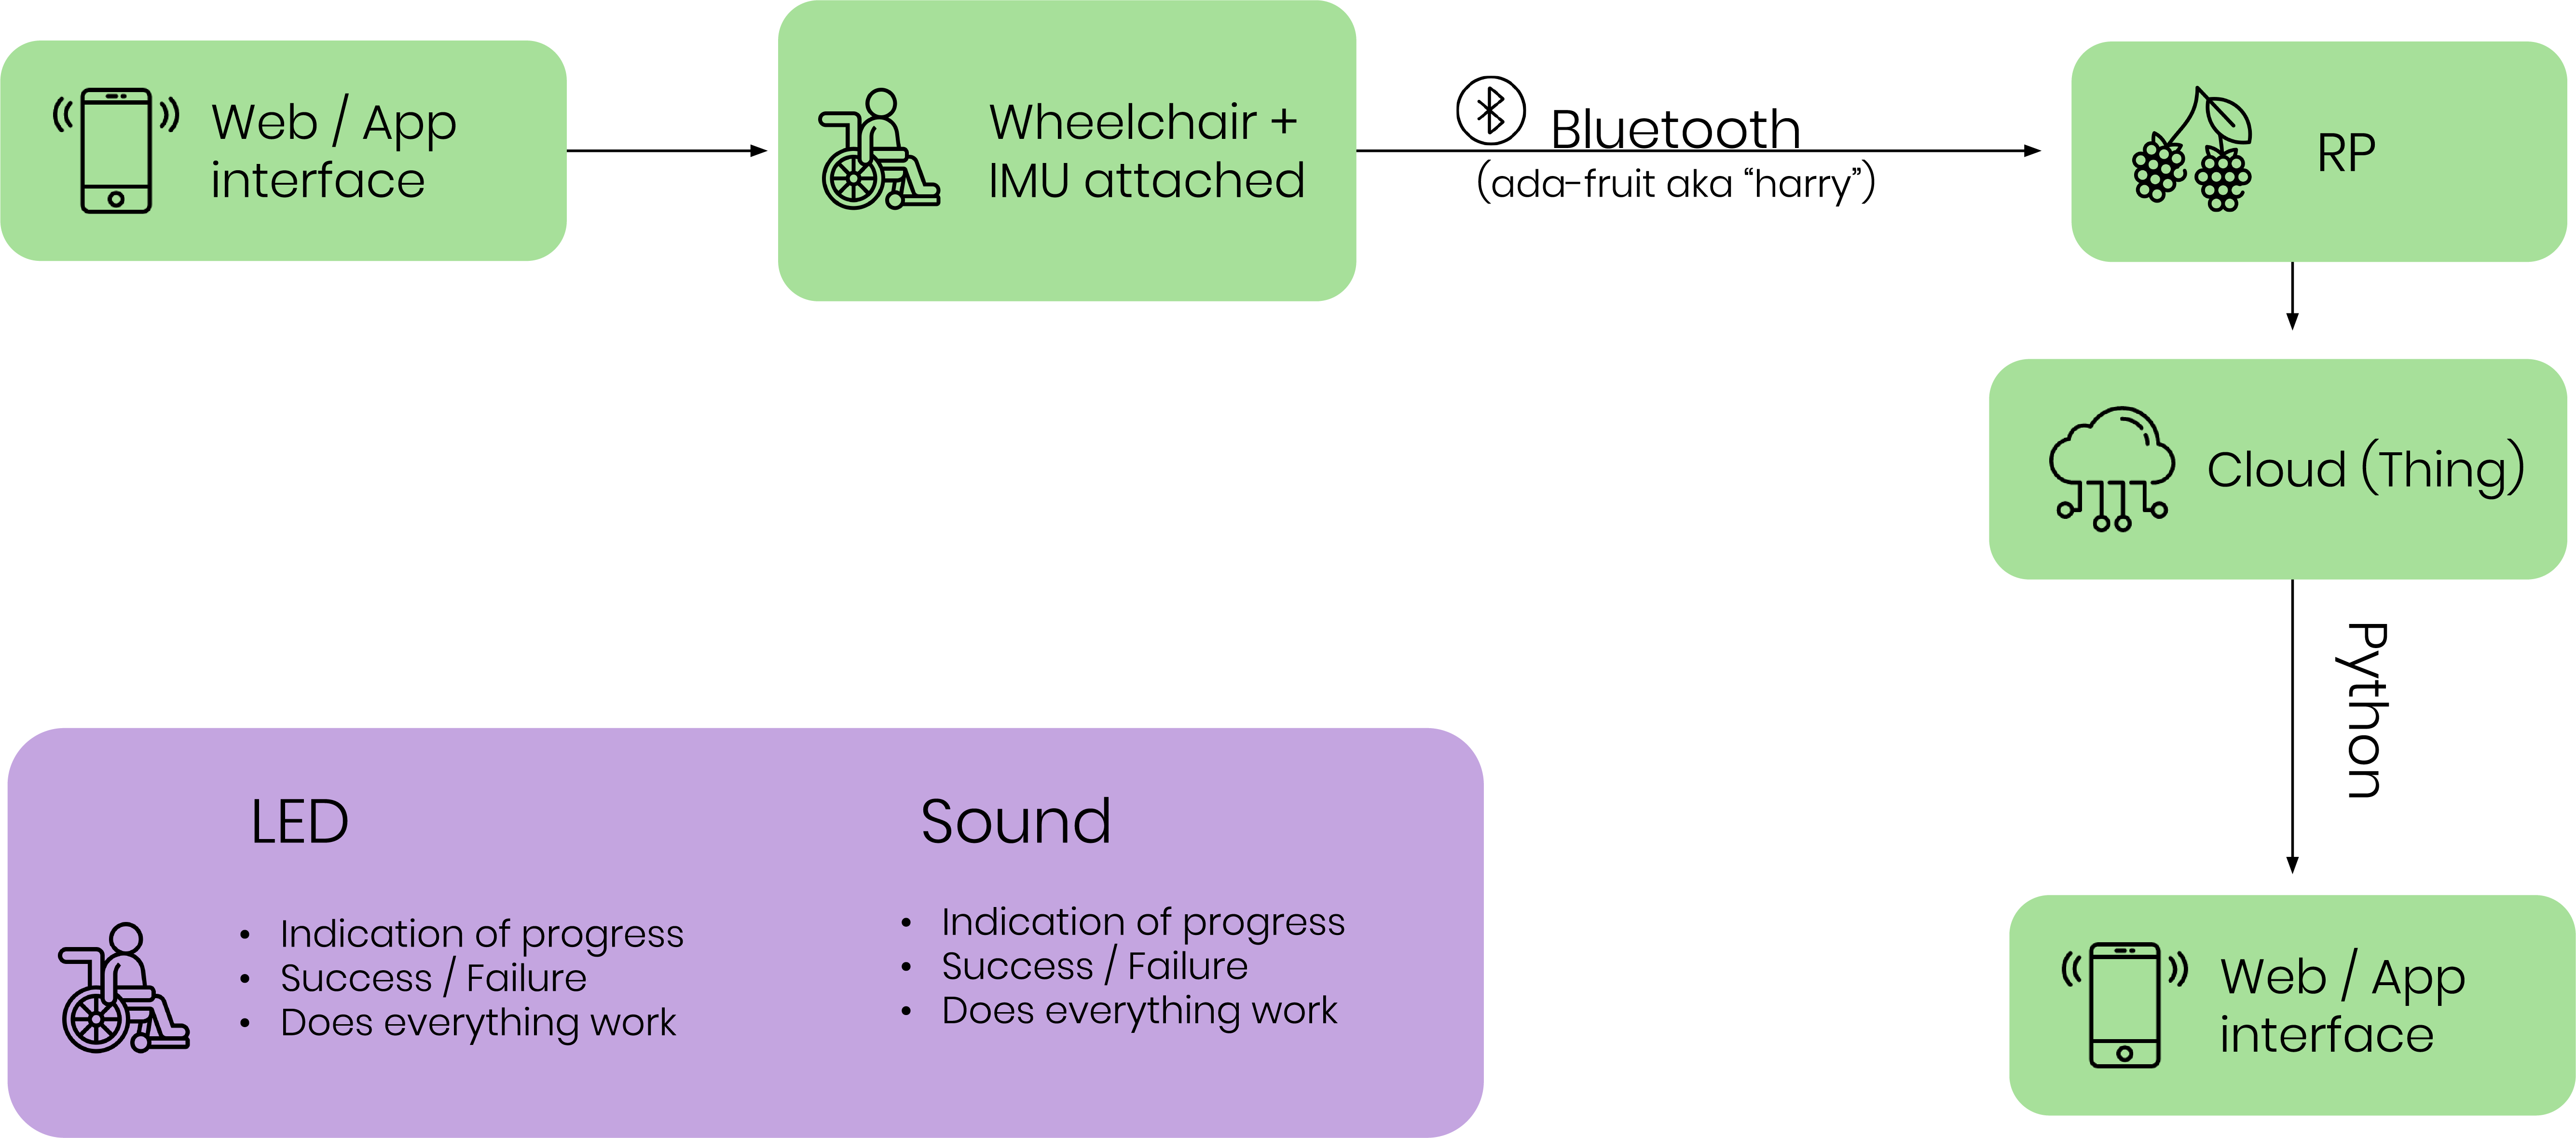 Web / App
interface
Wheelchair +
IMU attached
Bluetooth
(ada-fruit aka “harry”)
RP
Cloud (Thing)
Python
Web / App
interface
LED
• Indication of progress
• Success / Failure
• Does everything work
Sound
• Indication of progress
• Success / Failure
• Does everything work